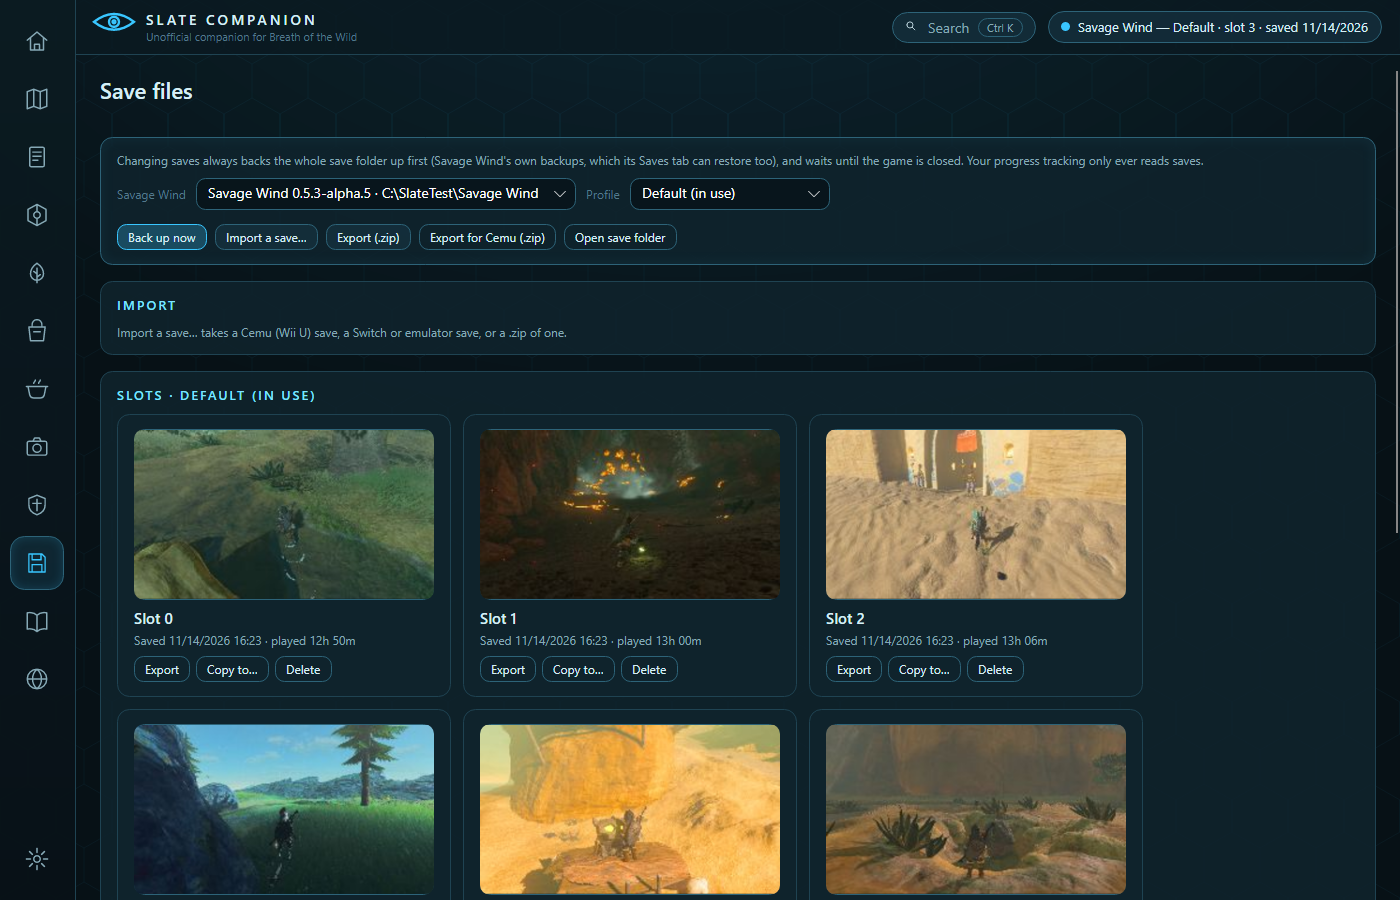 SLATE COMPANION
Unofficial companion for Breath of the Wild
Search Ctrl K
Savage Wind — Default · slot 3 · saved 11/14/2026
Save files
Changing saves always backs the whole save folder up first (Savage Wind's own backups, which its Saves tab can restore too), and waits until the game is closed. Your progress tracking only ever reads saves.
Savage Wind Savage Wind 0.5.3-alpha.5 · C:\SlateTest\Savage Wind Profile Default (in use)
Back up now Import a save... Export (.zip) Export for Cemu (.zip) Open save folder
IMPORT
Import a save... takes a Cemu (Wii U) save, a Switch or emulator save, or a .zip of one.
SLOTS · DEFAULT (IN USE)
Slot 0
Saved 11/14/2026 16:23 · played 12h 50m
Export Copy to... Delete
Slot 1
Saved 11/14/2026 16:23 · played 13h 00m
Export Copy to... Delete
Slot 2
Saved 11/14/2026 16:23 · played 13h 06m
Export Copy to... Delete